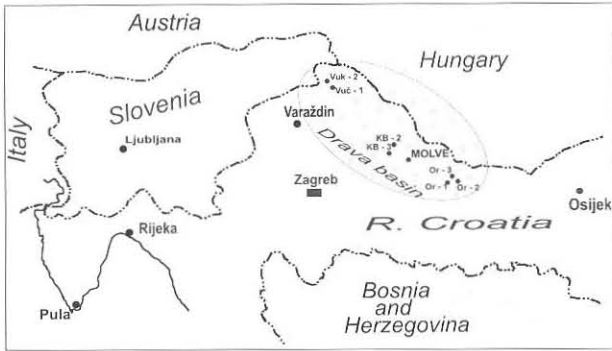 Austria
Hungary
Vuk - 2
Vuč - 1
Slovenia
Italy
Varaždin
Ljubljana
KB - 2
KB - 3
MOLVE
Drava basin
Or - 3
Or - 1
Or - 2
Zagreb
Osijek
R. Croatia
Rijeka
Bosnia
and
Herzegovina
Pula